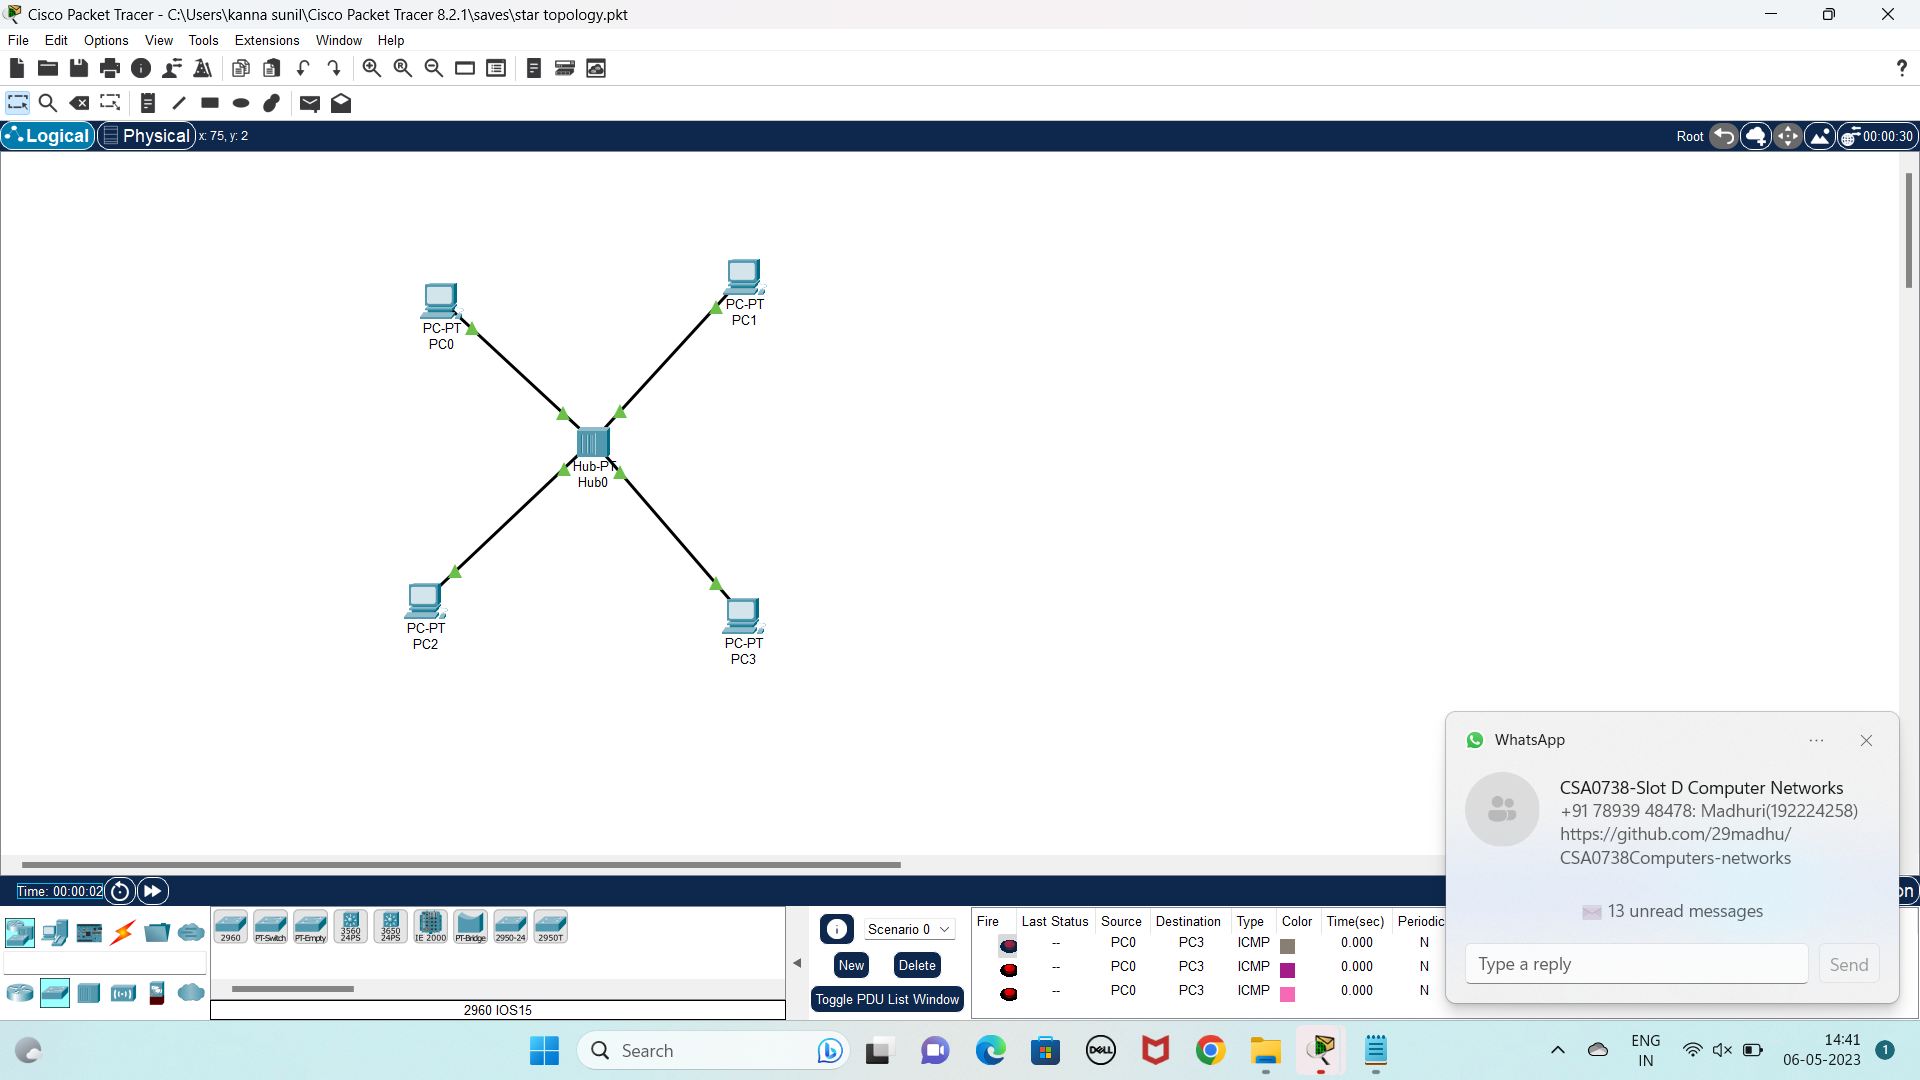 Cisco Packet Tracer - C:\Users\kanna sunil\Cisco Packet Tracer 8.2.1\saves\star topology.pkt
File Edit Options View Tools Extensions Window Help
?
Logical Physical x: 75, y: 2 Root 00:00:30
PC-PT
PC0
PC-PT
PC1
Hub-PT
Hub0
PC-PT
PC2
PC-PT
PC3
WhatsApp
CSA0738-Slot D Computer Networks
+91 78939 48478: Madhuri(192224258)
https://github.com/29madhu/
CSA0738Computers-networks
13 unread messages
Type a reply Send
Time: 00:00:02 on
2960 PT-Switch PT-Empty 3560 24PS 3650 24PS IE 2000 PT-Bridge 2950-24 2950T
2960 IOS15
Scenario 0
New Delete
Toggle PDU List Window
Fire Last Status Source Destination Type Color Time(sec) Periodic
-- PC0 PC3 ICMP 0.000 N
-- PC0 PC3 ICMP 0.000 N
-- PC0 PC3 ICMP 0.000 N
Search
DELL
ENG
IN
14:41
06-05-2023
1